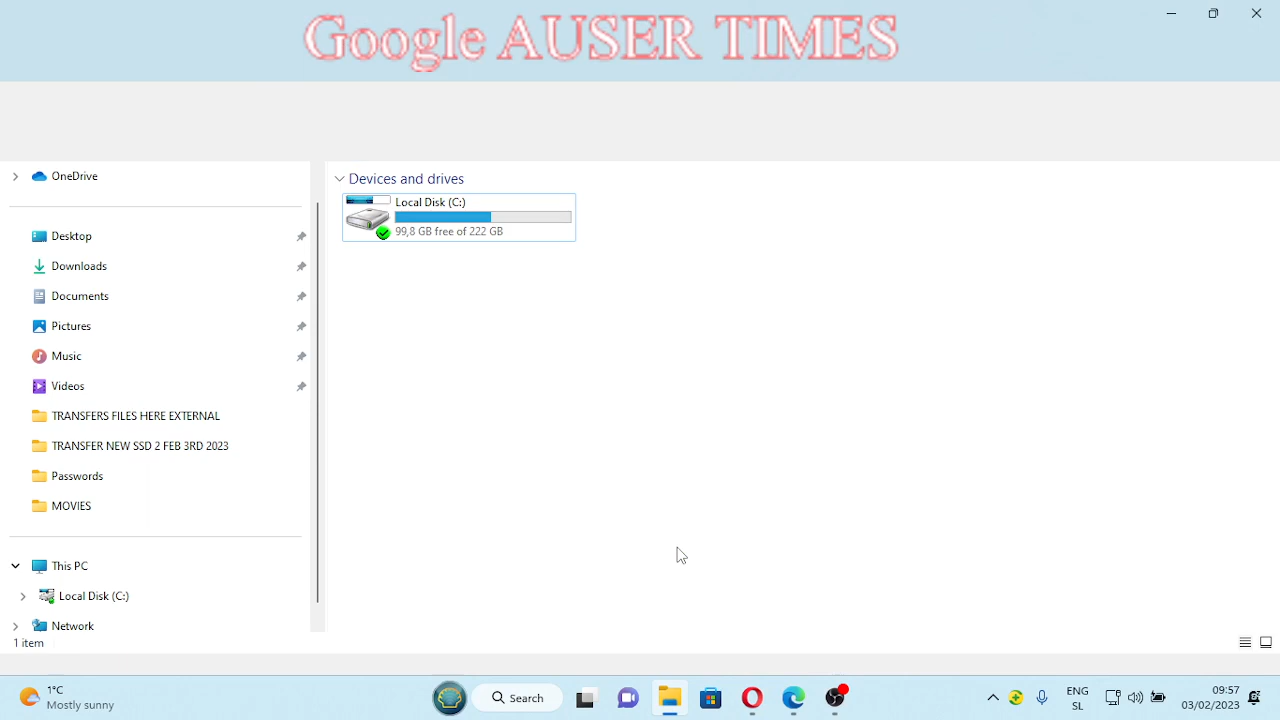 Google AUSER TIMES
OneDrive
Desktop
Downloads
Documents
Pictures
Music
Videos
TRANSFERS FILES HERE EXTERNAL
TRANSFER NEW SSD 2 FEB 3RD 2023
Passwords
MOVIES
This PC
Local Disk (C:)
Network
1 item
Devices and drives
Local Disk (C:)
99,8 GB free of 222 GB
1°C
Mostly sunny
Search
ENG
SL
09:57
03/02/2023